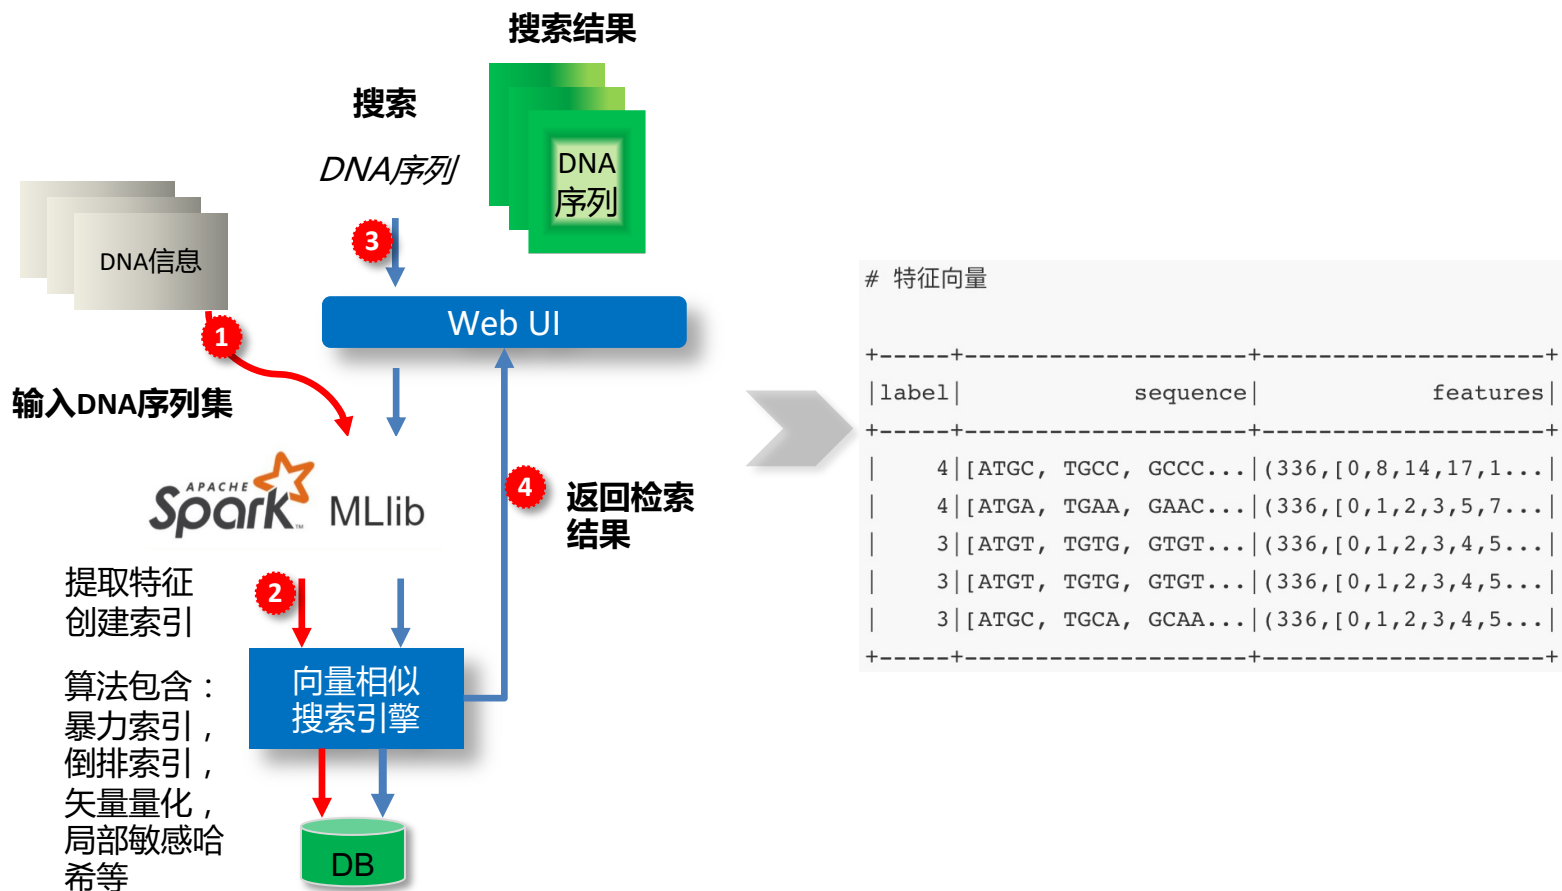 搜索结果
搜索
DNA序列
DNA
序列
DNA信息
3
Web UI
1
输入DNA序列集
APACHE
Spark™ MLlib
4
返回检索
结果
提取特征
创建索引
2
向量相似
搜索引擎
算法包含：
暴力索引，
倒排索引，
矢量量化，
局部敏感哈
希等
DB
# 特征向量
+-----+--------------------+--------------------+
|label|            sequence|            features|
+-----+--------------------+--------------------+
|    4|[ATGC, TGCC, GCCC...|(336,[0,8,14,17,1...|
|    4|[ATGA, TGAA, GAAC...|(336,[0,1,2,3,5,7...|
|    3|[ATGT, TGTG, GTGT...|(336,[0,1,2,3,4,5...|
|    3|[ATGT, TGTG, GTGT...|(336,[0,1,2,3,4,5...|
|    3|[ATGC, TGCA, GCAA...|(336,[0,1,2,3,4,5...|
+-----+--------------------+--------------------+